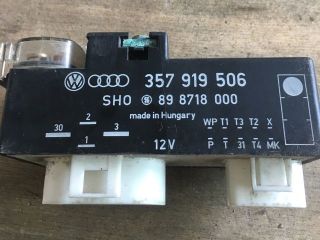 357 919 506
SHO 89 8718 000
made in Hungary
2
30 3
1
12V
WP T1 T3 T2 X
P T 31 T4 MK